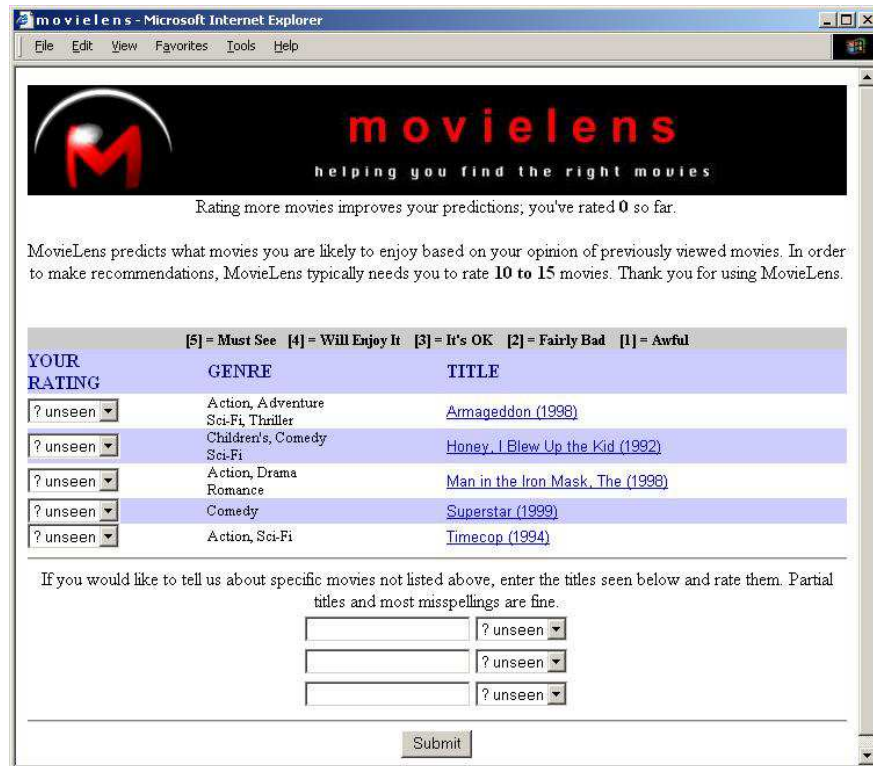 movielens - Microsoft Internet Explorer
File Edit View Favorites Tools Help
movielens
helping you find the right movies
Rating more movies improves your predictions; you've rated 0 so far.
MovieLens predicts what movies you are likely to enjoy based on your opinion of previously viewed movies. In order
to make recommendations, MovieLens typically needs you to rate 10 to 15 movies. Thank you for using MovieLens.
[5] = Must See [4] = Will Enjoy It [3] = It's OK [2] = Fairly Bad [1] = Awful
YOUR
RATING GENRE TITLE
? unseen Action, Adventure
Sci-Fi, Thriller Armageddon (1998)
? unseen Children's, Comedy
Sci-Fi Honey, I Blew Up the Kid (1992)
? unseen Action, Drama
Romance Man in the Iron Mask, The (1998)
? unseen Comedy Superstar (1999)
? unseen Action, Sci-Fi Timecop (1994)
If you would like to tell us about specific movies not listed above, enter the titles seen below and rate them. Partial
titles and most misspellings are fine.
? unseen
? unseen
? unseen
Submit